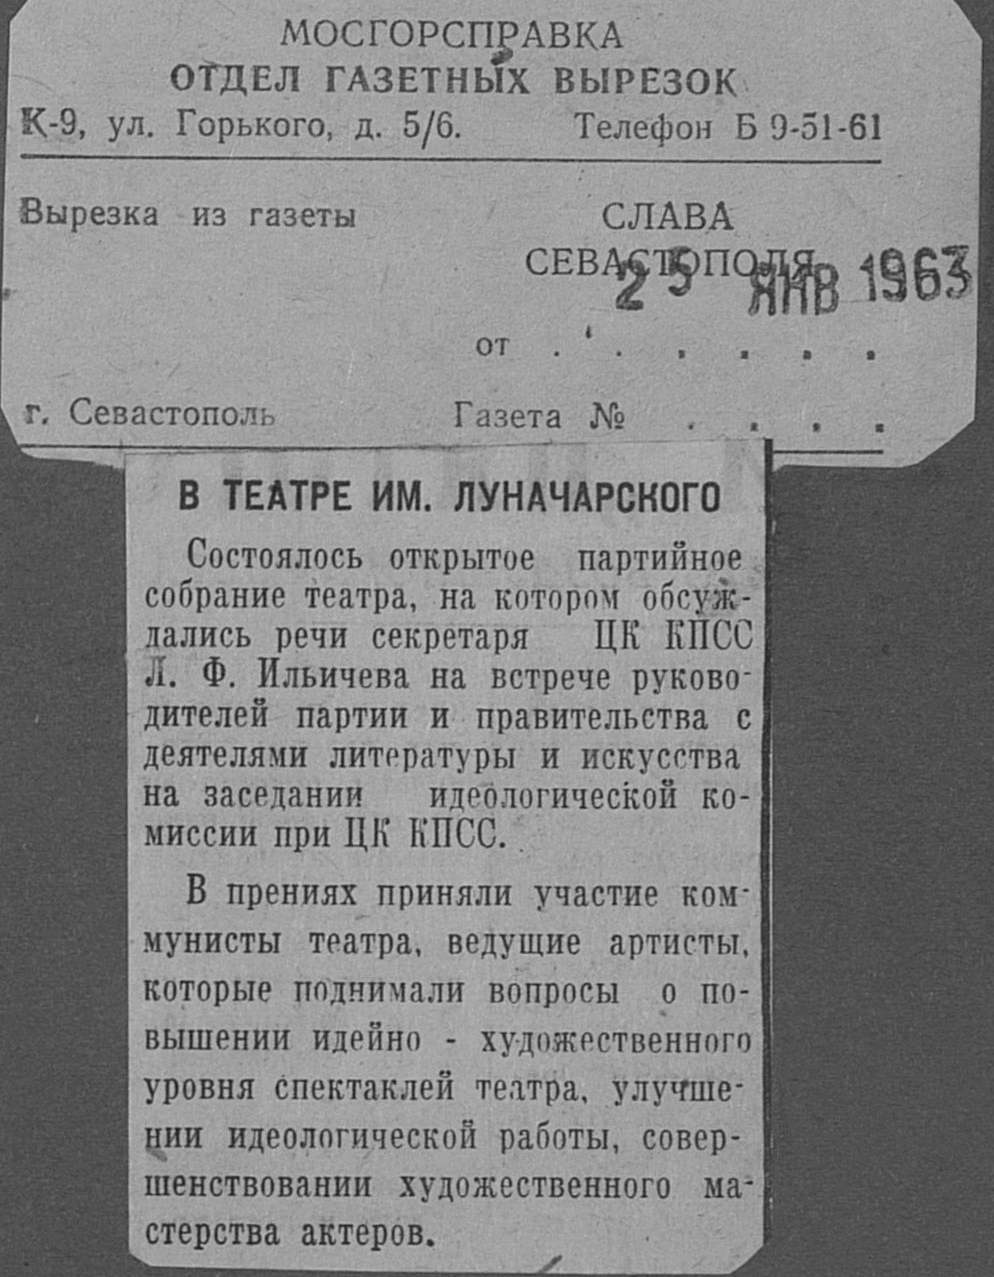 МОСГОРСПРАВКА
ОТДЕЛ ГАЗЕТНЫХ ВЫРЕЗОК
К-9, ул. Горького, д. 5/6. Телефон Б 9-51-61
Вырезка из газеты СЛАВА
СЕВАСТОПОЛЯ
25 ЯНВ 1963
от . . . . . .
г. Севастополь Газета № . . . .
В ТЕАТРЕ ИМ. ЛУНАЧАРСКОГО
Состоялось открытое партийное
собрание театра, на котором обсуж-
дались речи секретаря ЦК КПСС
Л. Ф. Ильичева на встрече руково-
дителей партии и правительства с
деятелями литературы и искусства
на заседании идеологической ко-
миссии при ЦК КПСС.
В прениях приняли участие ком-
мунисты театра, ведущие артисты,
которые поднимали вопросы о по-
вышении идейно - художественного
уровня спектаклей театра, улучше-
нии идеологической работы, совер-
шенствовании художественного ма-
стерства актеров.